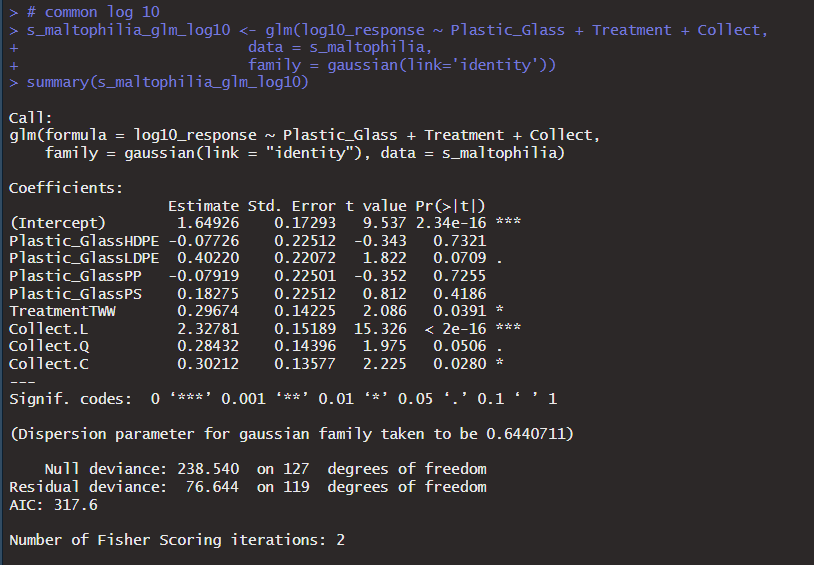 > # common log 10
> s_maltophilia_glm_log10 <- glm(log10_response ~ Plastic_Glass + Treatment + Collect,
+                           data = s_maltophilia,
+                           family = gaussian(link='identity'))
> summary(s_maltophilia_glm_log10)

Call:
glm(formula = log10_response ~ Plastic_Glass + Treatment + Collect,
    family = gaussian(link = "identity"), data = s_maltophilia)

Coefficients:
                  Estimate Std. Error t value Pr(>|t|)
(Intercept)        1.64926    0.17293   9.537 2.34e-16 ***
Plastic_GlassHDPE -0.07726    0.22512  -0.343   0.7321
Plastic_GlassLDPE  0.40220    0.22072   1.822   0.0709 .
Plastic_GlassPP   -0.07919    0.22501  -0.352   0.7255
Plastic_GlassPS    0.18275    0.22512   0.812   0.4186
TreatmentTWW       0.29674    0.14225   2.086   0.0391 *
Collect.L          2.32781    0.15189  15.326  < 2e-16 ***
Collect.Q          0.28432    0.14396   1.975   0.0506 .
Collect.C          0.30212    0.13577   2.225   0.0280 *
---
Signif. codes:  0 ‘***’ 0.001 ‘**’ 0.01 ‘*’ 0.05 ‘.’ 0.1 ‘ ’ 1

(Dispersion parameter for gaussian family taken to be 0.6440711)

    Null deviance: 238.540  on 127  degrees of freedom
Residual deviance:  76.644  on 119  degrees of freedom
AIC: 317.6

Number of Fisher Scoring iterations: 2